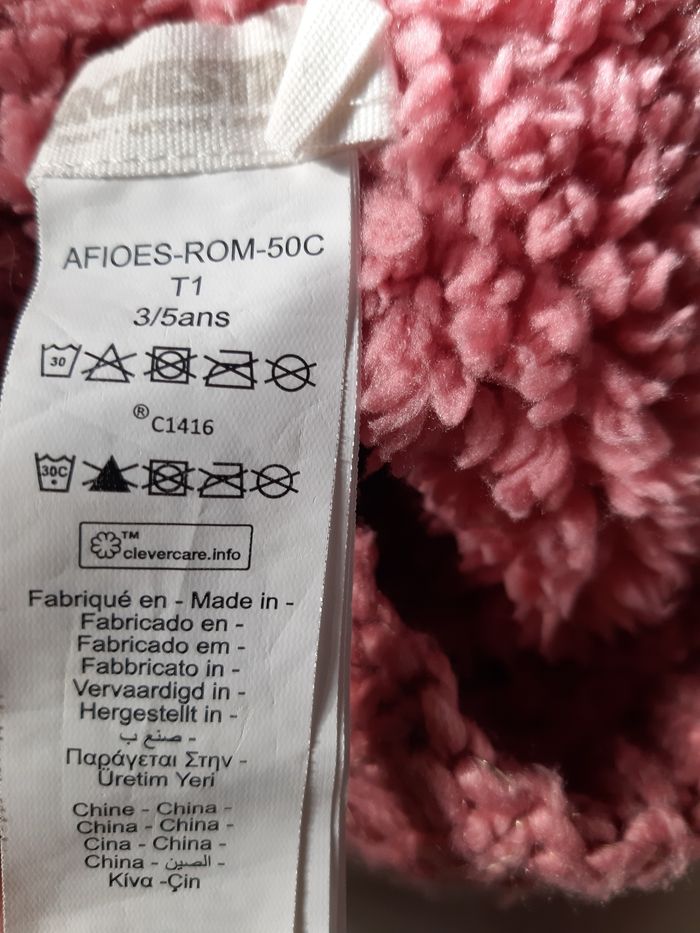 AFIOES-ROM-50C
T1
3/5ans
30
® C1416
30C
™
clevercare.info
Fabriqué en - Made in -
Fabricado en -
Fabricado em -
Fabbricato in -
Vervaardigd in -
Hergestellt in -
صنع ب -
Παράγεται Στην -
Üretim Yeri
Chine - China -
China - China -
Cina - China -
China - الصين -
Κίνα -Çin